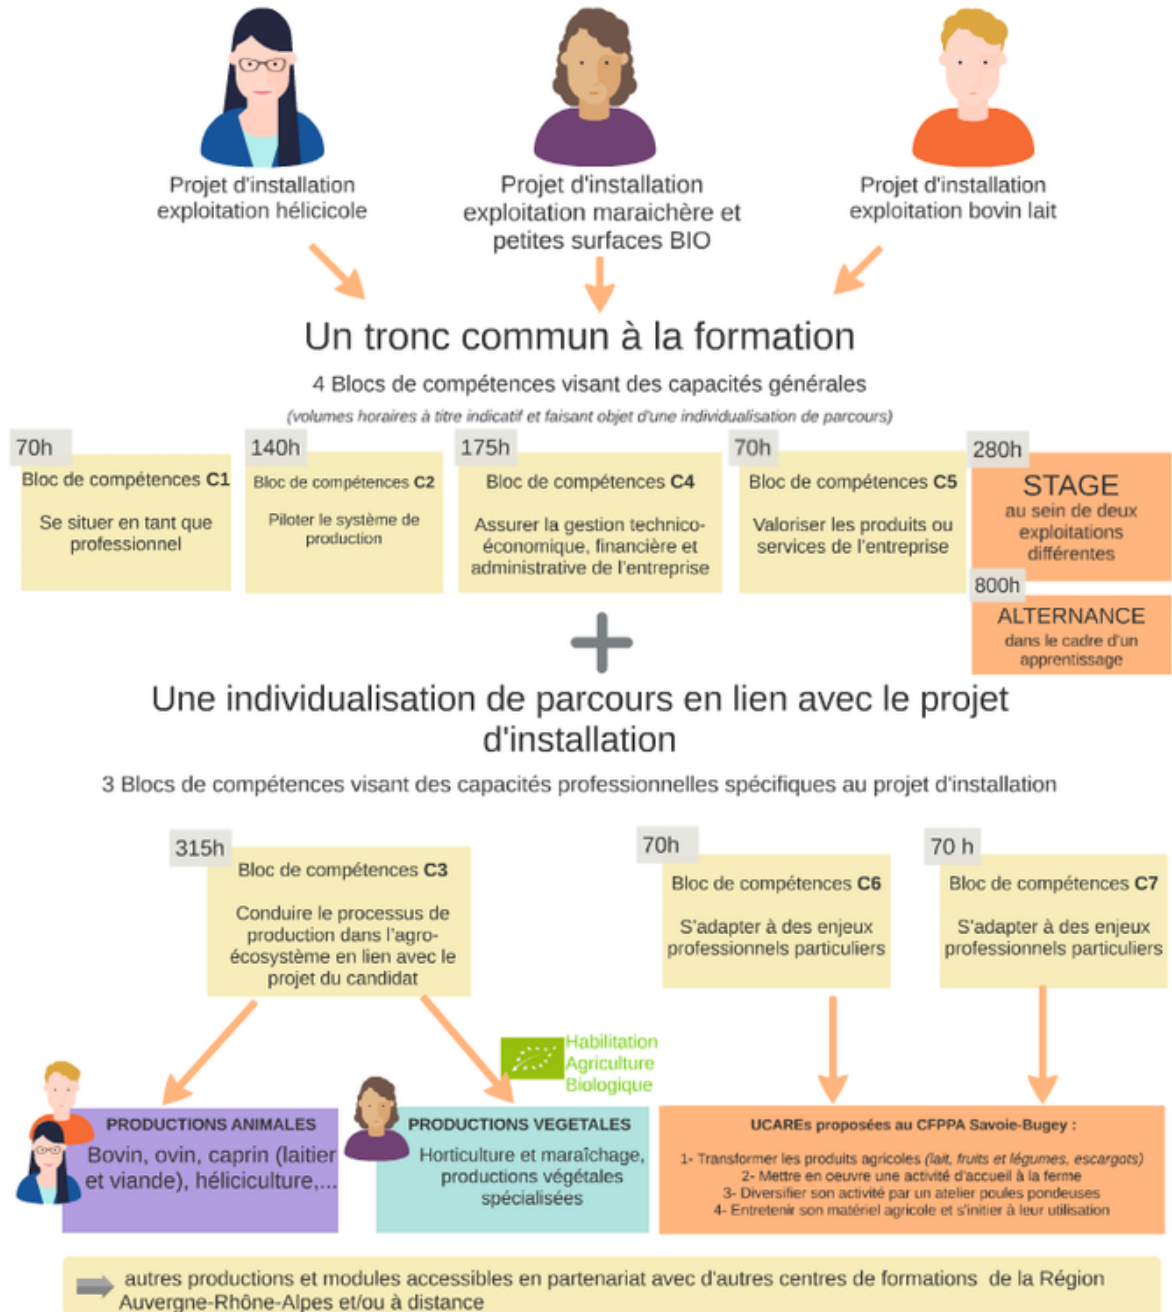 Projet d'installation
exploitation hélicicole
Projet d'installation
exploitation maraichère et
petites surfaces BIO
Projet d'installation
exploitation bovin lait
Un tronc commun à la formation
4 Blocs de compétences visant des capacités générales
(volumes horaires à titre indicatif et faisant objet d'une individualisation de parcours)
70h
Bloc de compétences C1
Se situer en tant que
professionnel
140h
Bloc de compétences C2
Piloter le système de
production
175h
Bloc de compétences C4
Assurer la gestion technico-
économique, financière et
administrative de l'entreprise
70h
Bloc de compétences C5
Valoriser les produits ou
services de l'entreprise
280h
STAGE
au sein de deux
exploitations
différentes
800h
ALTERNANCE
dans le cadre d'un
apprentissage
Une individualisation de parcours en lien avec le projet
d'installation
3 Blocs de compétences visant des capacités professionnelles spécifiques au projet d'installation
315h
Bloc de compétences C3
Conduire le processus de
production dans l'agro-
écosystème en lien avec le
projet du candidat
70h
Bloc de compétences C6
S'adapter à des enjeux
professionnels particuliers
70 h
Bloc de compétences C7
S'adapter à des enjeux
professionnels particuliers
Habilitation
Agriculture
Biologique
PRODUCTIONS ANIMALES
Bovin, ovin, caprin (laitier
et viande), héliciculture,...
PRODUCTIONS VEGETALES
Horticulture et maraîchage,
productions végétales
spécialisées
UCAREs proposées au CFPPA Savoie-Bugey :
1- Transformer les produits agricoles (lait, fruits et légumes, escargots)
2- Mettre en oeuvre une activité d'accueil à la ferme
3- Diversifier son activité par un atelier poules pondeuses
4- Entretenir son matériel agricole et s'initier à leur utilisation
autres productions et modules accessibles en partenariat avec d'autres centres de formations de la Région
Auvergne-Rhône-Alpes et/ou à distance